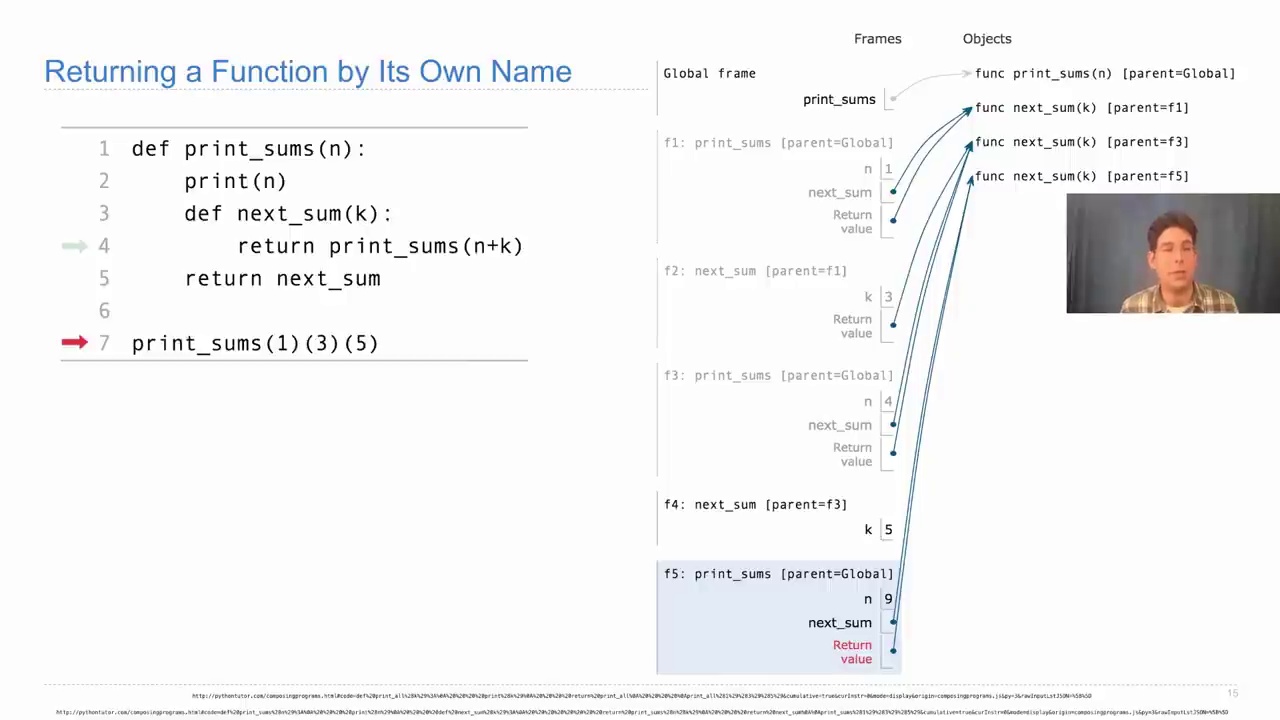 Returning a Function by Its Own Name
1 def print_sums(n):
2 print(n)
3 def next_sum(k):
4 return print_sums(n+k)
5 return next_sum
6
7 print_sums(1)(3)(5)
Frames Objects
Global frame
print_sums
func print_sums(n) [parent=Global]
func next_sum(k) [parent=f1]
func next_sum(k) [parent=f3]
func next_sum(k) [parent=f5]
f1: print_sums [parent=Global]
n 1
next_sum
Return
value
f2: next_sum [parent=f1]
k 3
Return
value
f3: print_sums [parent=Global]
n 4
next_sum
Return
value
f4: next_sum [parent=f3]
k 5
f5: print_sums [parent=Global]
n 9
next_sum
Return
value
15